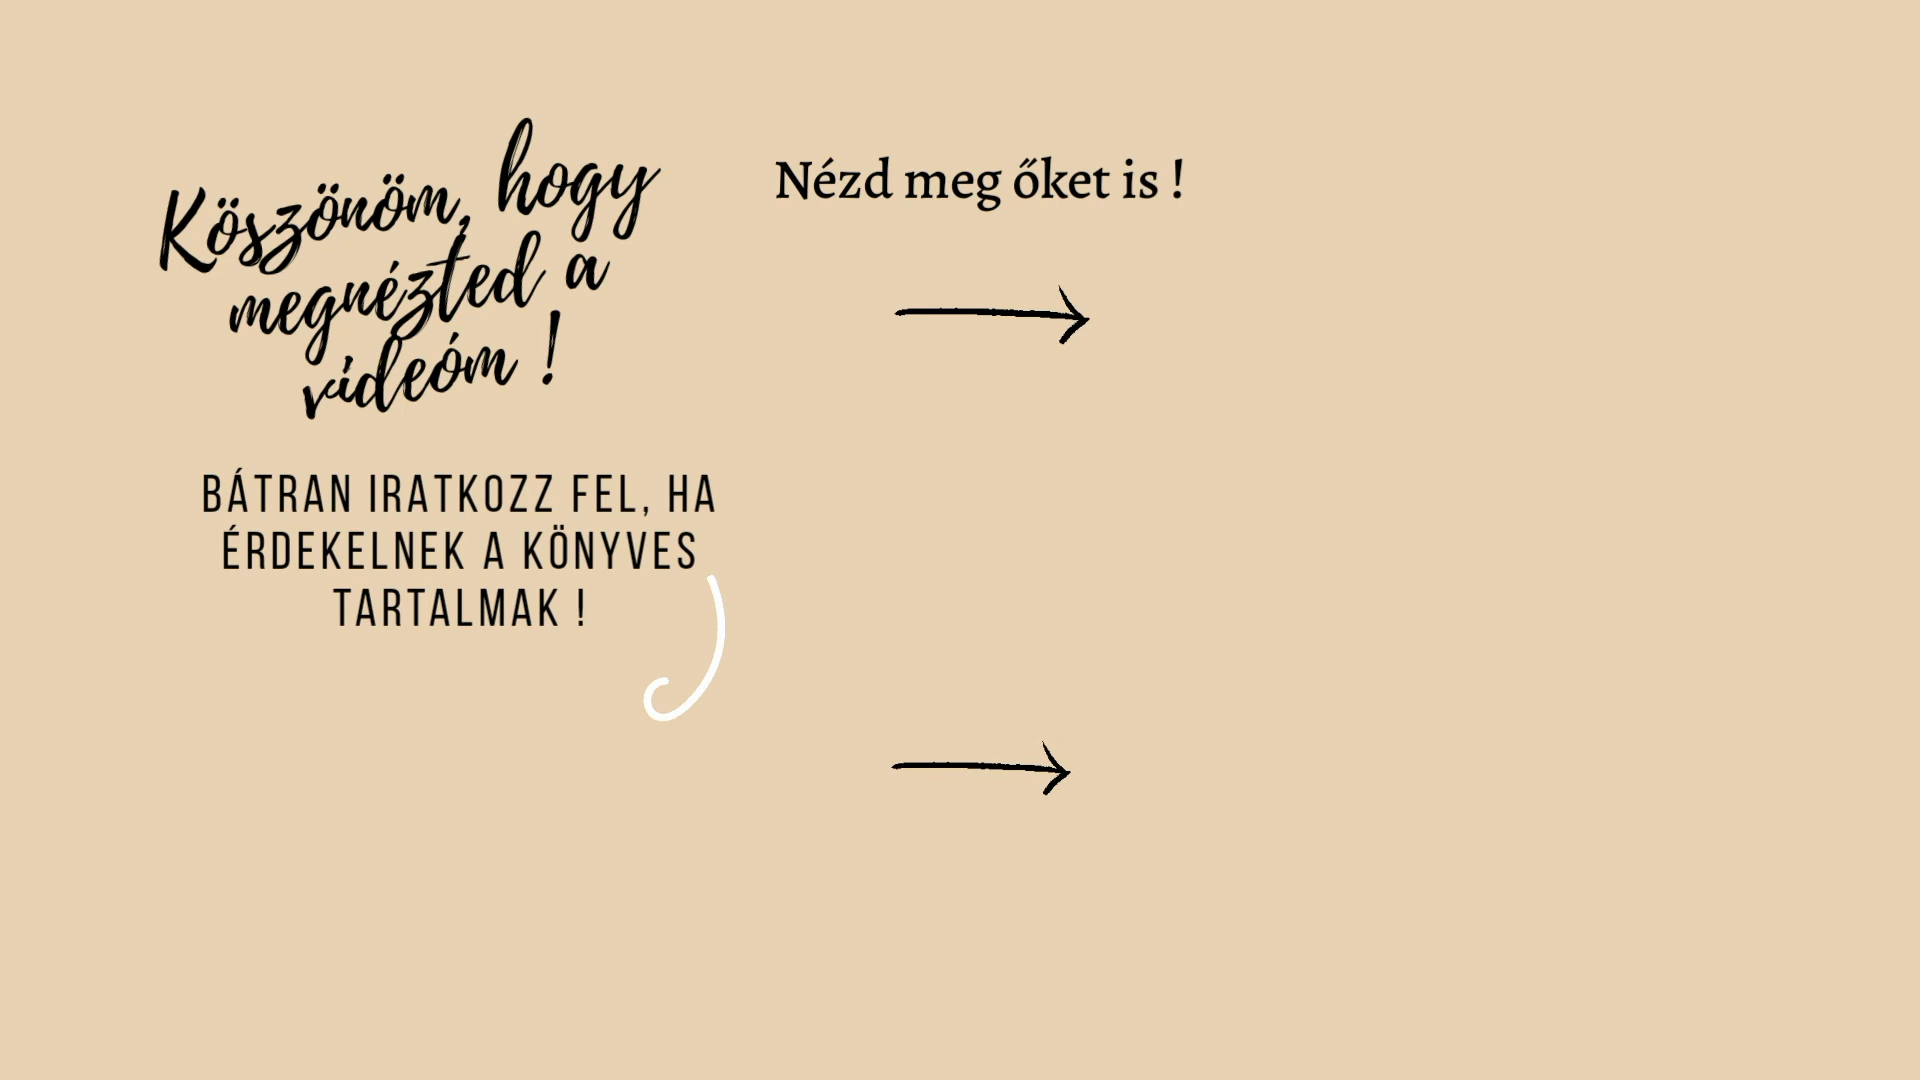 Köszönöm, hogy
megnézted a
videóm !
BÁTRAN IRATKOZZ FEL, HA
ÉRDEKELNEK A KÖNYVES
TARTALMAK !
Nézd meg őket is !